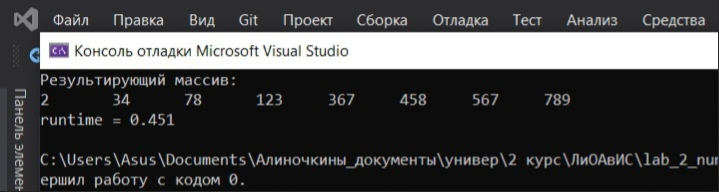 Файл Правка Вид Git Проект Сборка Отладка Тест Анализ Средства
Консоль отладки Microsoft Visual Studio
Результирующий массив:
2 34 78 123 367 458 567 789
runtime = 0.451
C:\Users\Asus\Documents\Алиночкины_документы\универ\2 курс\ЛиОАвИС\lab_2_nu
ершил работу с кодом 0.
Панель элемен